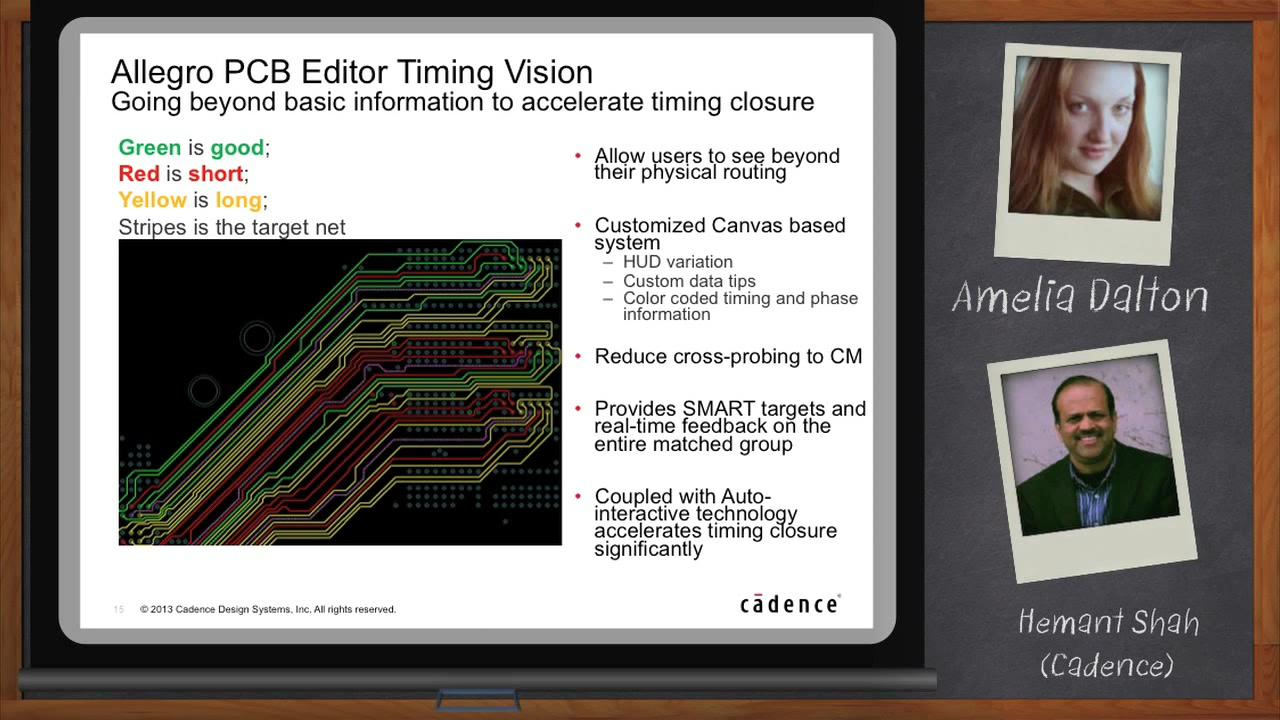 Allegro PCB Editor Timing Vision
Going beyond basic information to accelerate timing closure
Green is good;
Red is short;
Yellow is long;
Stripes is the target net
• Allow users to see beyond
their physical routing
• Customized Canvas based
system
– HUD variation
– Custom data tips
– Color coded timing and phase
information
• Reduce cross-probing to CM
• Provides SMART targets and
real-time feedback on the
entire matched group
• Coupled with Auto-
interactive technology
accelerates timing closure
significantly
15 © 2013 Cadence Design Systems, Inc. All rights reserved.
cādence®
Amelia Dalton
Hemant Shah
(Cadence)